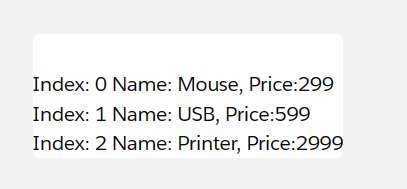 Index: 0 Name: Mouse, Price:299
Index: 1 Name: USB, Price:599
Index: 2 Name: Printer, Price:2999